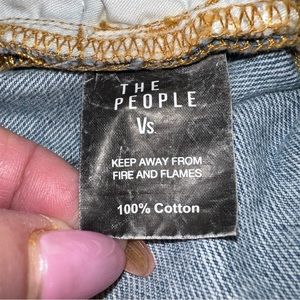 THE
PEOPLE
Vs.
KEEP AWAY FROM
FIRE AND FLAMES
100% Cotton